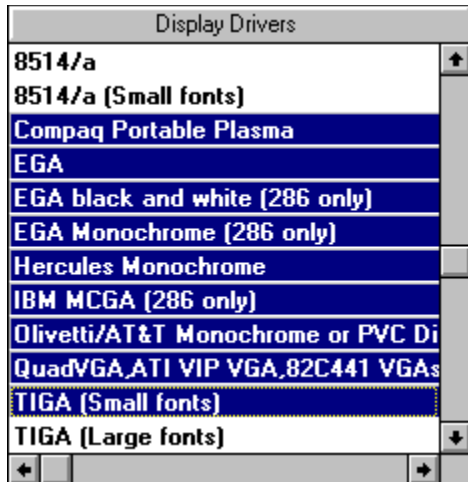 Display Drivers
8514/a
8514/a (Small fonts)
Compaq Portable Plasma
EGA
EGA black and white (286 only)
EGA Monochrome (286 only)
Hercules Monochrome
IBM MCGA (286 only)
Olivetti/AT&T Monochrome or PVC Di
QuadVGA,ATI VIP VGA,82C441 VGAs
TIGA (Small fonts)
TIGA (Large fonts)